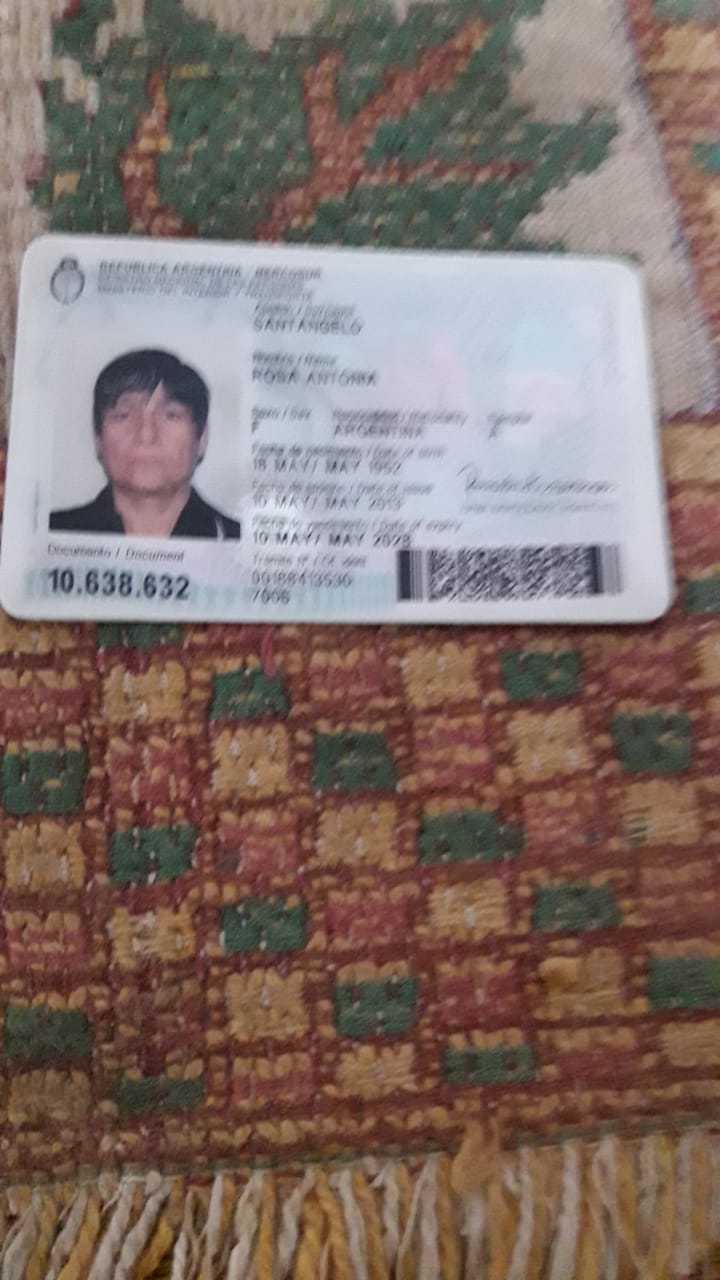 REPUBLICA ARGENTINA - MERCOSUR
REGISTRO NACIONAL DE LAS PERSONAS
MINISTERIO DEL INTERIOR Y TRANSPORTE
Apellido / Surname
SANTANGELO
Nombre / Name
ROSA ANTONIA
Sexo / Sex Nacionalidad / Nationality Ejemplar
F ARGENTINA A
Fecha de nacimiento / Date of birth
18 MAY/ MAY 1952
Fecha de emisión / Date of issue
10 MAY/ MAY 2013
Fecha de vencimiento / Date of expiry
10 MAY/ MAY 2028
Documento / Document Trámite Nº / Of. ident.
10.638.632 00168413530
7906